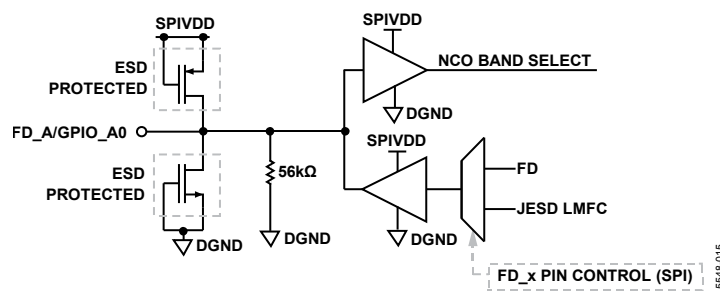 SPIVDD
SPIVDD
ESD
PROTECTED
NCO BAND SELECT
DGND
FD_A/GPIO_A0
SPIVDD
ESD
PROTECTED
56kΩ
FD
JESD LMFC
DGND
DGND
DGND
FD_x PIN CONTROL (SPI)